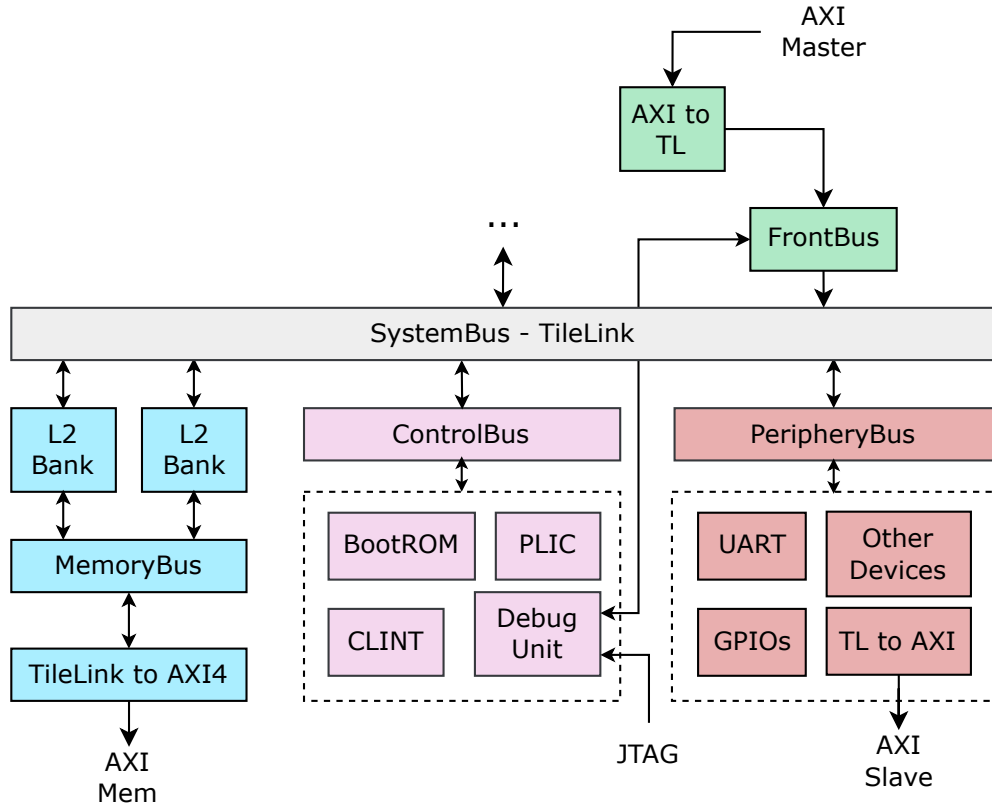 AXI
Master
AXI to
TL
...
FrontBus
SystemBus - TileLink
L2
Bank
L2
Bank
ControlBus
PeripheryBus
BootROM
PLIC
UART
Other
Devices
MemoryBus
CLINT
Debug
Unit
GPIOs
TL to AXI
TileLink to AXI4
AXI
Mem
JTAG
AXI
Slave